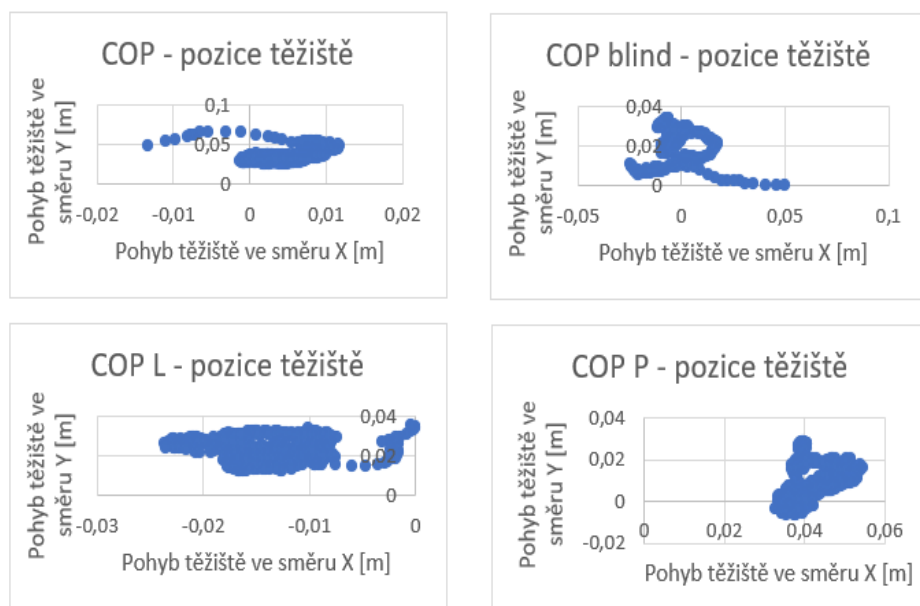 COP - pozice těžiště
Pohyb těžiště ve
směru Y [m]
0,1
0,05
0
-0,02 -0,01 0 0,01 0,02
Pohyb těžiště ve směru X [m]
COP blind - pozice těžiště
Pohyb těžiště ve
směru Y [m]
0,04
0,02
0
-0,05 0 0,05 0,1
Pohyb těžiště ve směru X [m]
COP L - pozice těžiště
Pohyb těžiště ve
směru Y [m]
0,04
0,02
0
-0,03 -0,02 -0,01 0
Pohyb těžiště ve směru X [m]
COP P - pozice těžiště
Pohyb těžiště ve
směru Y [m]
0,04
0,02
0
-0,02
0 0,02 0,04 0,06
Pohyb těžiště ve směru X [m]